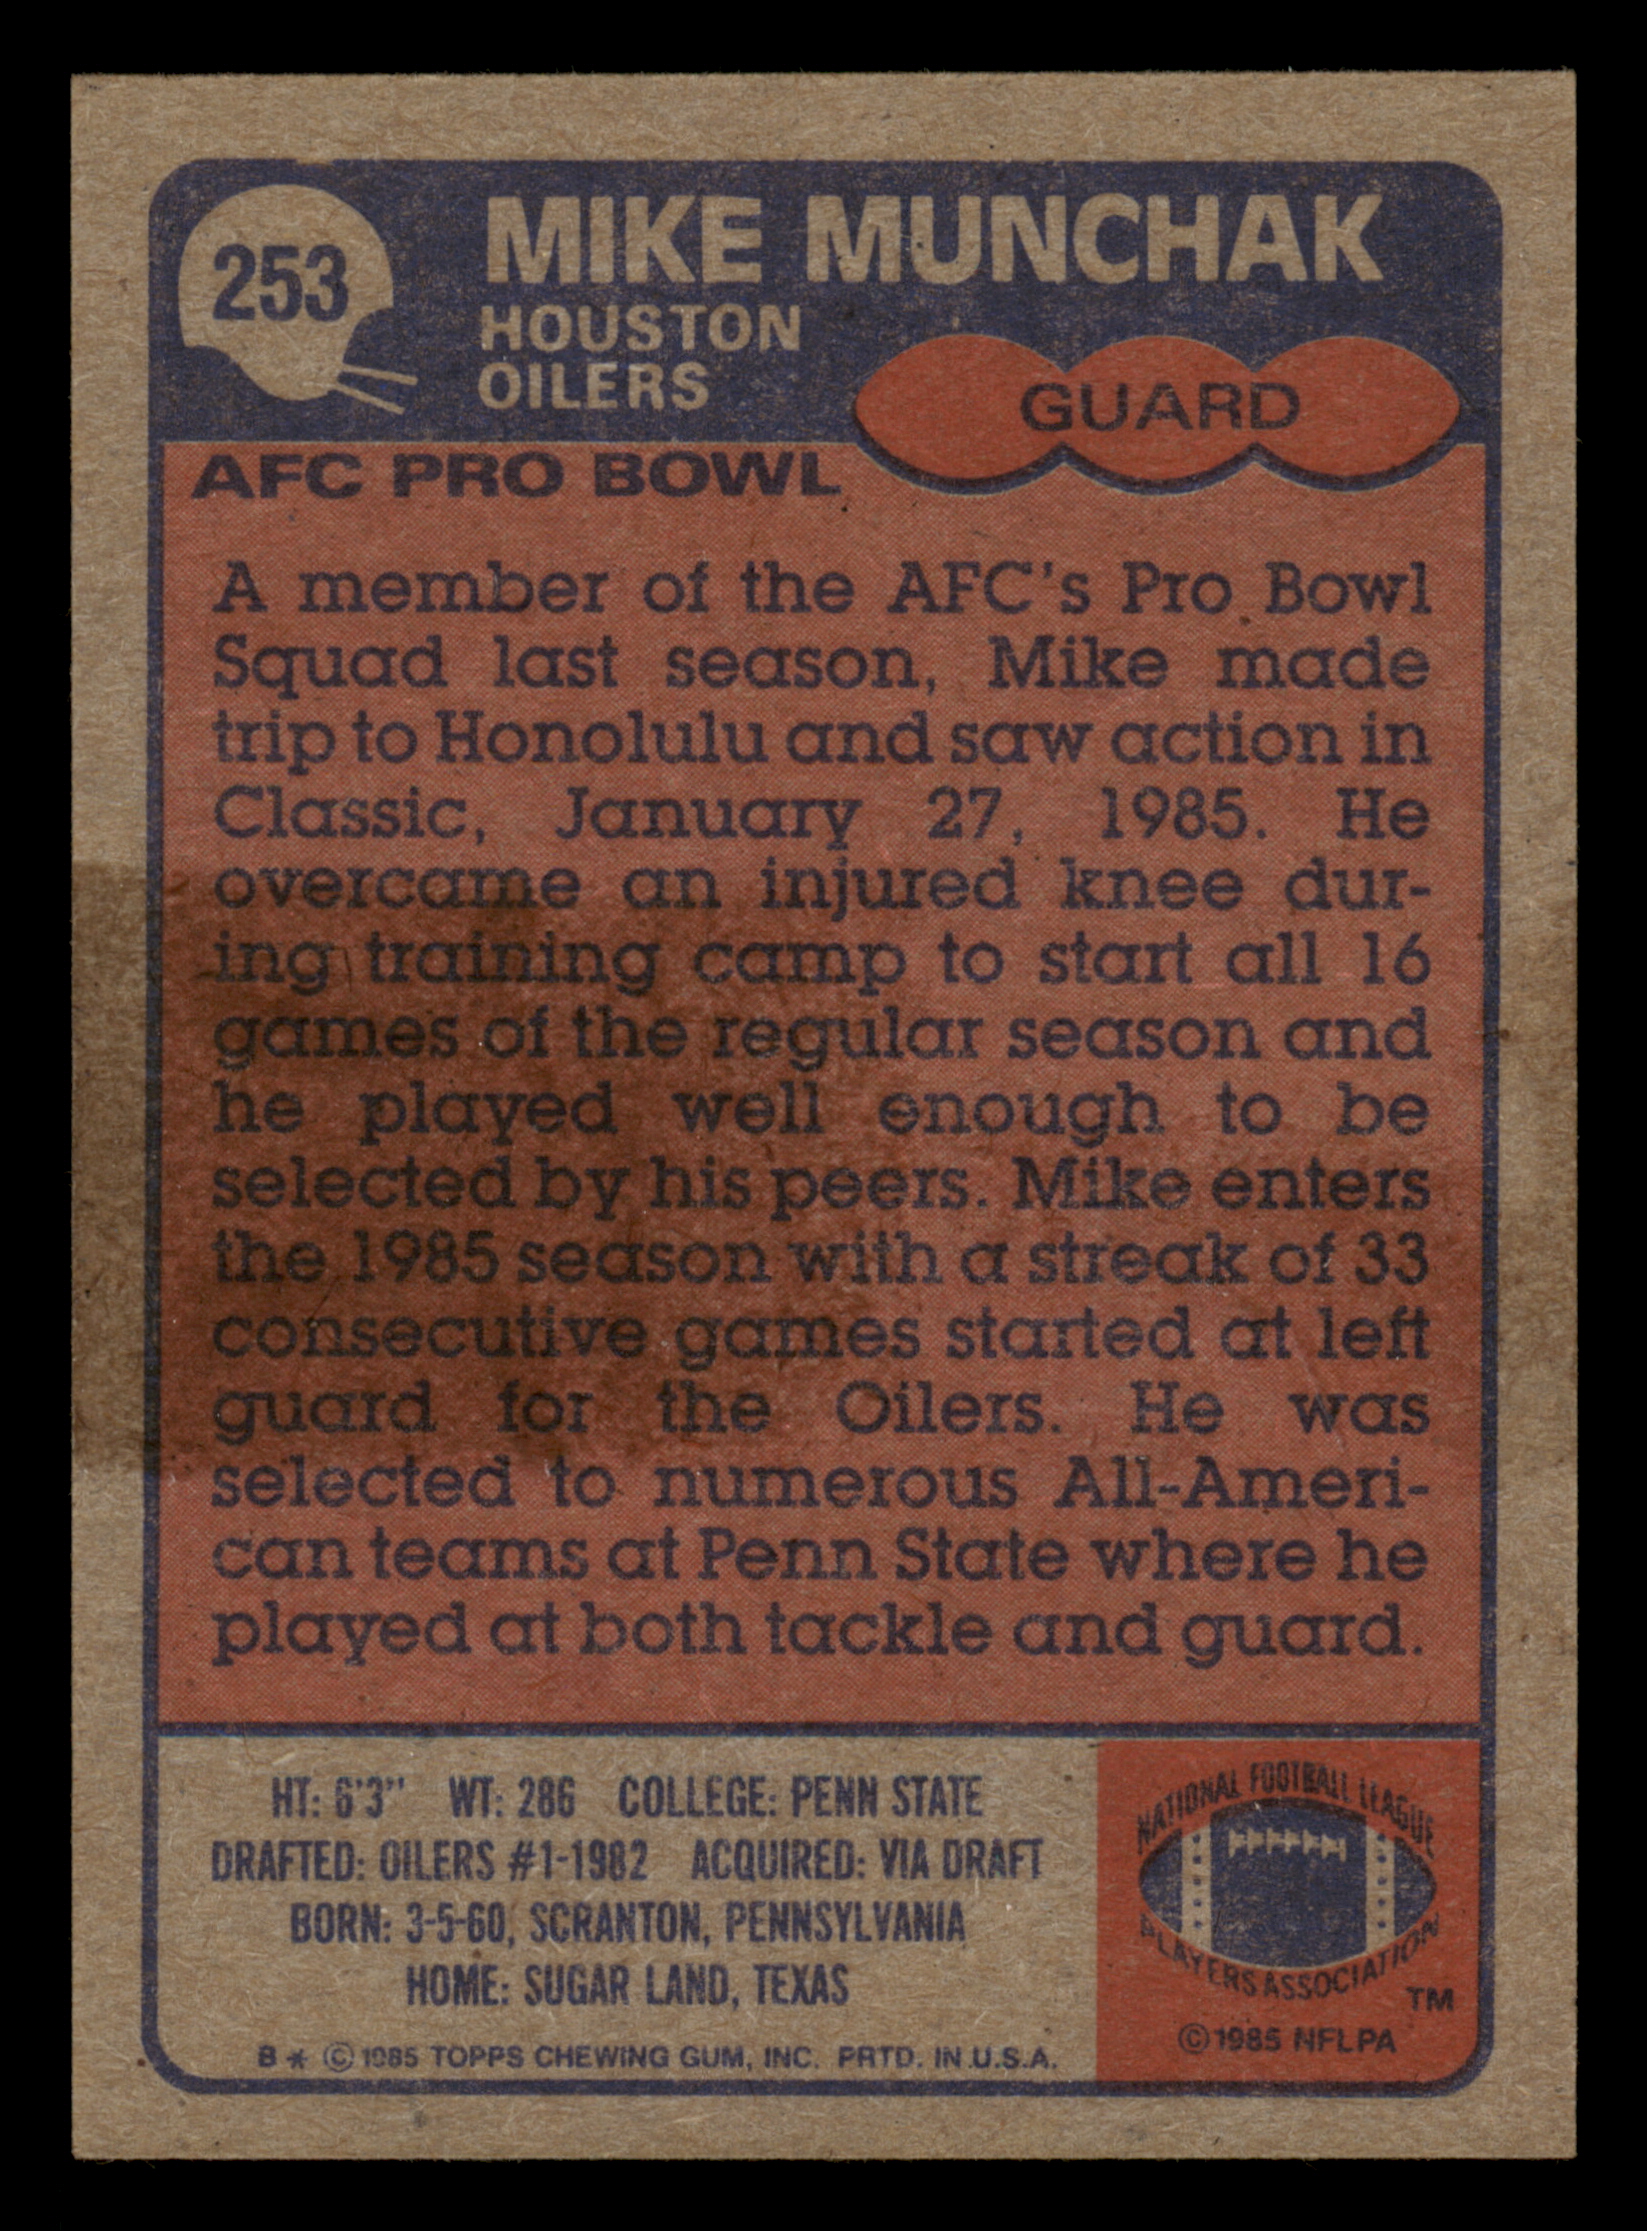 253
MIKE MUNCHAK
HOUSTON
OILERS
GUARD
AFC PRO BOWL
A member of the AFC's Pro Bowl
Squad last season, Mike made
trip to Honolulu and saw action in
Classic, January 27, 1985. He
overcame an injured knee dur-
ing training camp to start all 16
games of the regular season and
he played well enough to be
selected by his peers. Mike enters
the 1985 season with a streak of 33
consecutive games started at left
guard for the Oilers. He was
selected to numerous All-Ameri-
can teams at Penn State where he
played at both tackle and guard.
HT: 6'3" WT: 286 COLLEGE: PENN STATE
DRAFTED: OILERS #1-1982 ACQUIRED: VIA DRAFT
BORN: 3-5-60, SCRANTON, PENNSYLVANIA
HOME: SUGAR LAND, TEXAS
B * © 1985 TOPPS CHEWING GUM, INC. PRTD. IN U.S.A.
NATIONAL FOOTBALL LEAGUE
PLAYERS ASSOCIATION
TM
© 1985 NFLPA